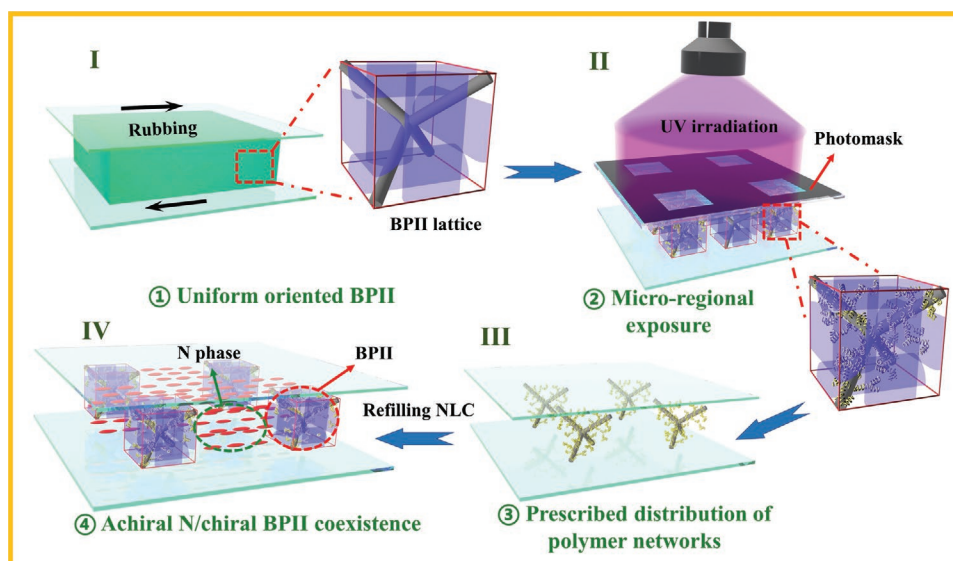 I
Rubbing
BPII lattice
① Uniform oriented BPII
II
UV irradiation
Photomask
② Micro-regional
exposure
III
③ Prescribed distribution of
polymer networks
Refilling NLC
IV
N phase
BPII
④ Achiral N/chiral BPII coexistence